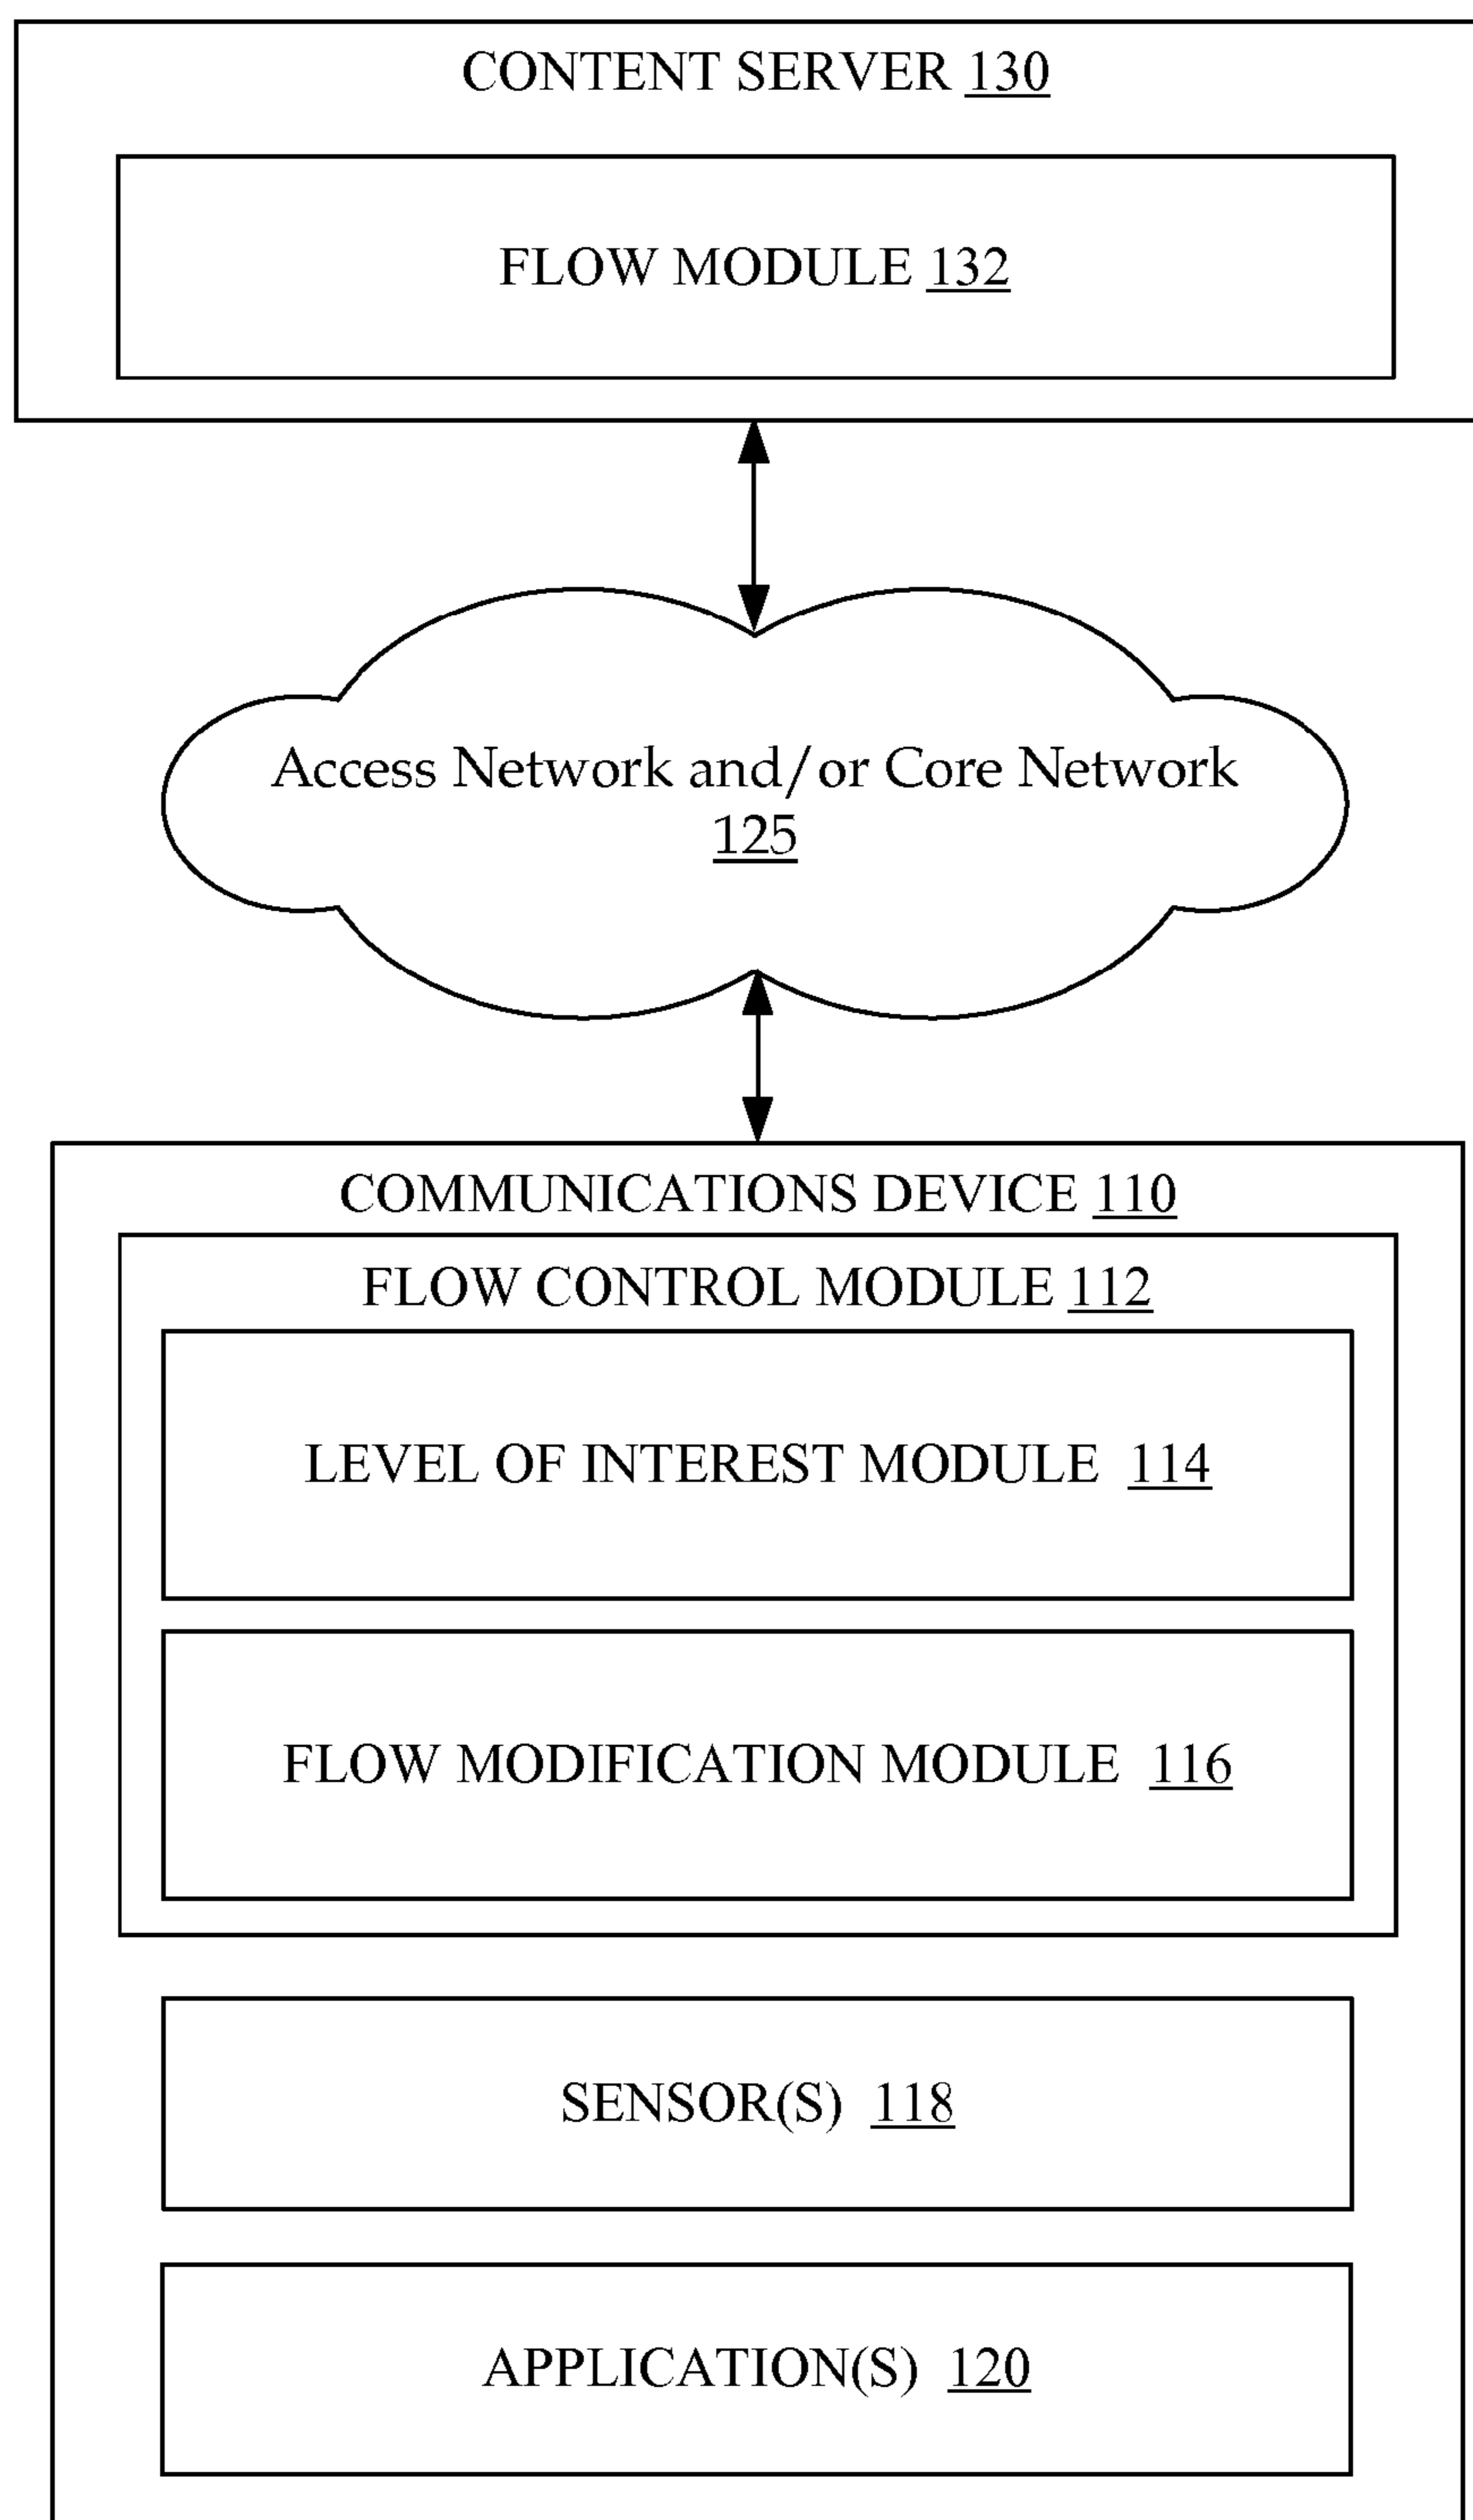 CONTENT SERVER 130
FLOW MODULE 132
Access Network and/or Core Network
125
COMMUNICATIONS DEVICE 110
FLOW CONTROL MODULE 112
LEVEL OF INTEREST MODULE 114
FLOW MODIFICATION MODULE 116
SENSOR(S) 118
APPLICATION(S) 120